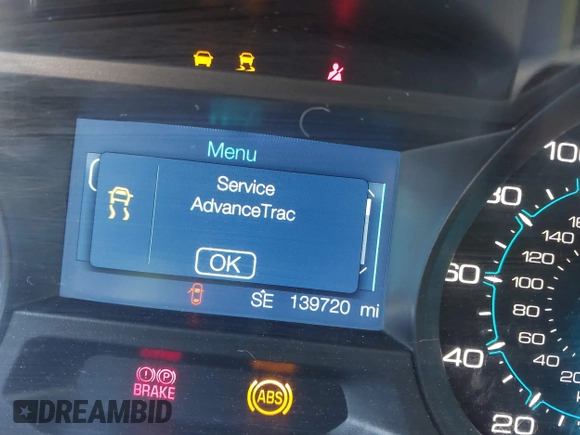 Menu
Service
AdvanceTrac
OK
SE 139720 mi
BRAKE
ABS
100
80
60
40
20
140
120
100
80
60
40
20
DREAMBID